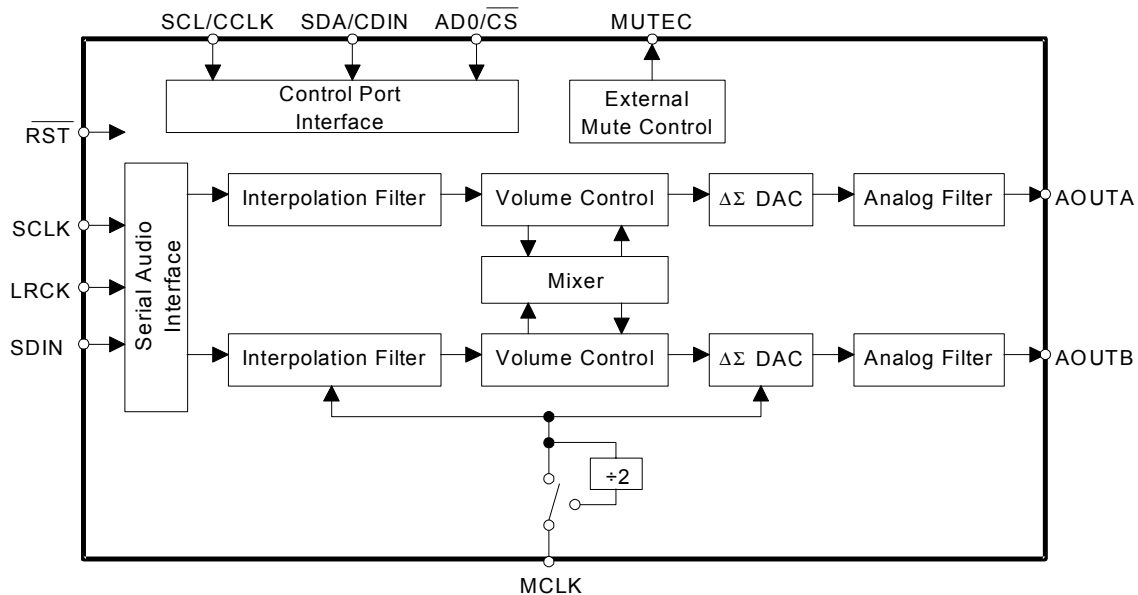 SCL/CCLK SDA/CDIN AD0/CS MUTEC
Control Port
Interface
External
Mute Control
RST
Serial Audio
Interface
Interpolation Filter Volume Control ΔΣ DAC Analog Filter AOUTA
SCLK
Mixer
LRCK
SDIN
Interpolation Filter Volume Control ΔΣ DAC Analog Filter AOUTB
÷2
MCLK